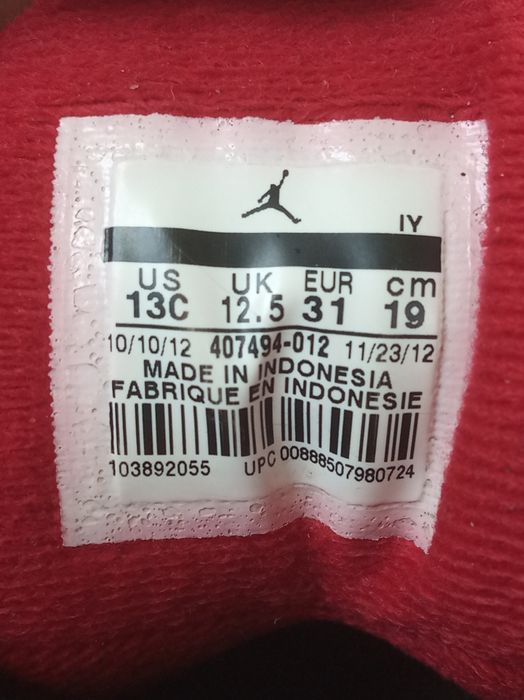 IY
US UK EUR cm
13C 12.5 31 19
10/10/12 407494-012 11/23/12
MADE IN INDONESIA
FABRIQUE EN INDONESIE
103892055 UPC 00888507980724